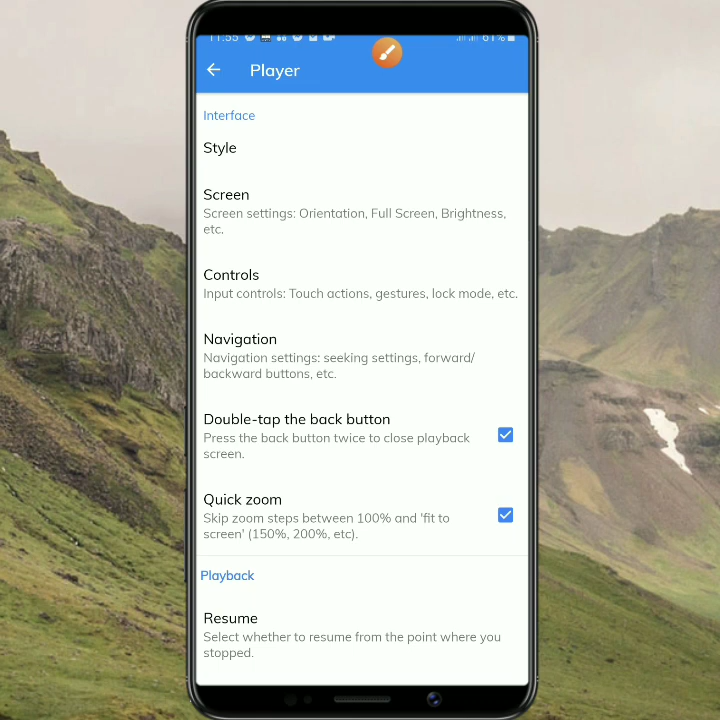 11:55
61%
Player
Interface
Style
Screen
Screen settings: Orientation, Full Screen, Brightness,
etc.
Controls
Input controls: Touch actions, gestures, lock mode, etc.
Navigation
Navigation settings: seeking settings, forward/
backward buttons, etc.
Double-tap the back button
Press the back button twice to close playback
screen.
Quick zoom
Skip zoom steps between 100% and 'fit to
screen' (150%, 200%, etc).
Playback
Resume
Select whether to resume from the point where you
stopped.